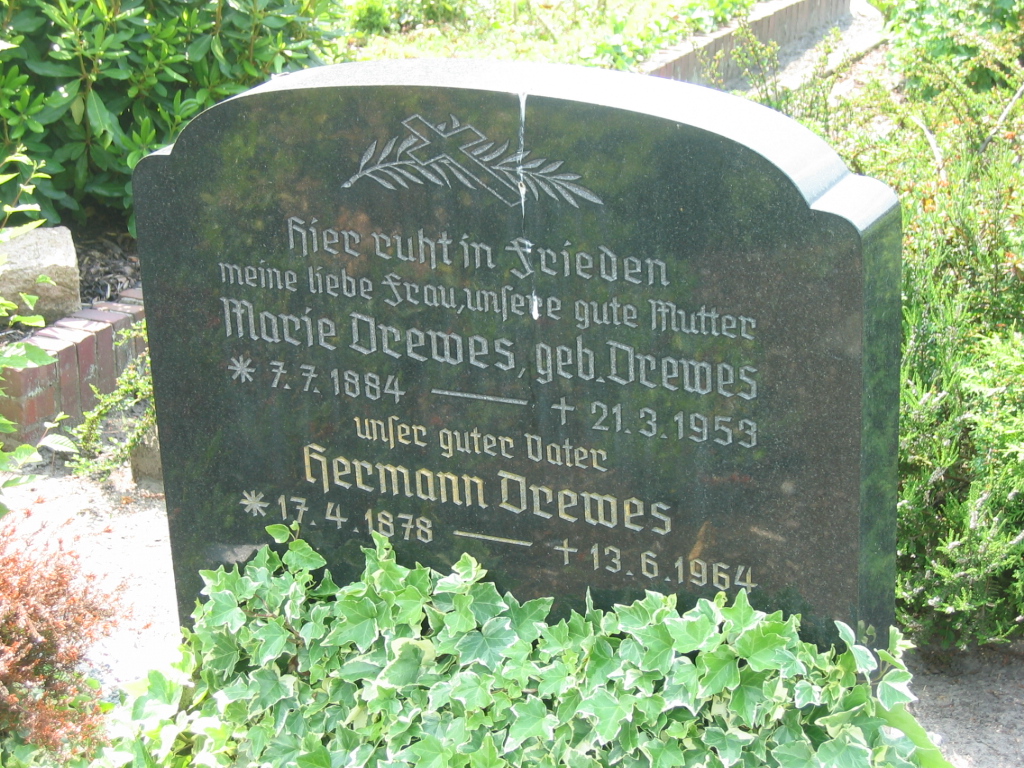 Hier ruht in Frieden
meine liebe Frau, unsere gute Mutter
Marie Drewes, geb. Drewes
* 7. 7. 1884 — + 21. 3. 1953
unser guter Vater
Hermann Drewes
* 17. 4. 1878 — + 13. 6. 1964